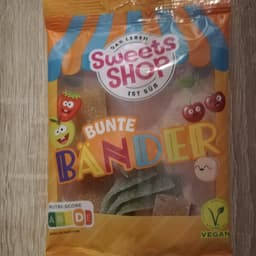 DAS LEBEN
Sweets
SHOP
IST SÜß
BUNTE
BÄNDER
NUTRI-SCORE
D
VEGAN